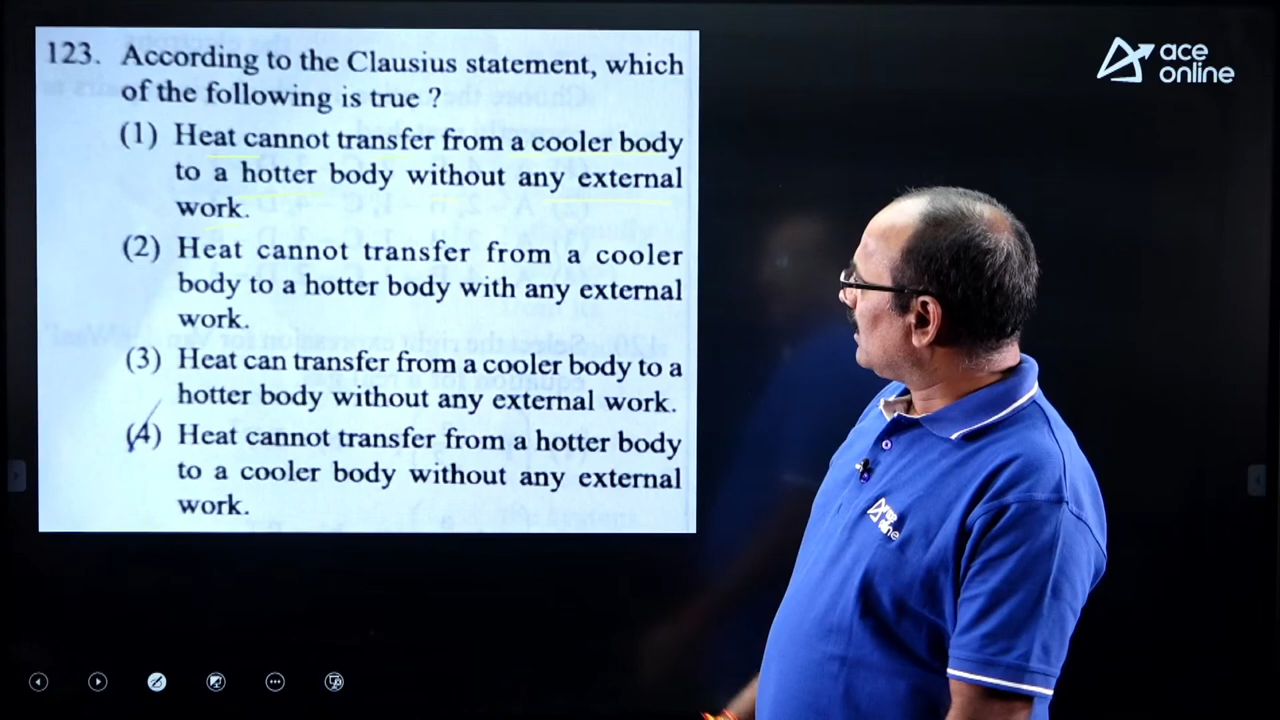 123. According to the Clausius statement, which
of the following is true ?
(1) Heat cannot transfer from a cooler body
to a hotter body without any external
work.
(2) Heat cannot transfer from a cooler
body to a hotter body with any external
work.
(3) Heat can transfer from a cooler body to a
hotter body without any external work.
(4) Heat cannot transfer from a hotter body
to a cooler body without any external
work.
ace
online